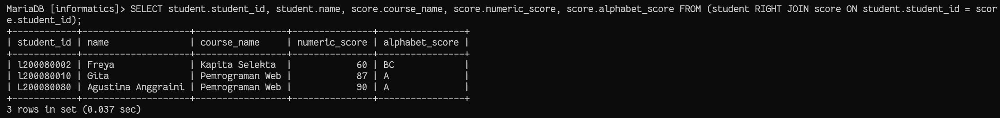 MariaDB [informatics]> SELECT student.student_id, student.name, score.course_name, score.numeric_score, score.alphabet_score FROM (student RIGHT JOIN score ON student.student_id = scor
e.student_id);
+------------+--------------------+-----------------+---------------+----------------+
| student_id | name               | course_name     | numeric_score | alphabet_score |
+------------+--------------------+-----------------+---------------+----------------+
| l200080002 | Freya              | Kapita Selekta  |            60 | BC             |
| l200080010 | Gita               | Pemrograman Web |            87 | A              |
| L200080080 | Agustina Anggraini | Pemrograman Web |            90 | A              |
+------------+--------------------+-----------------+---------------+----------------+
3 rows in set (0.037 sec)